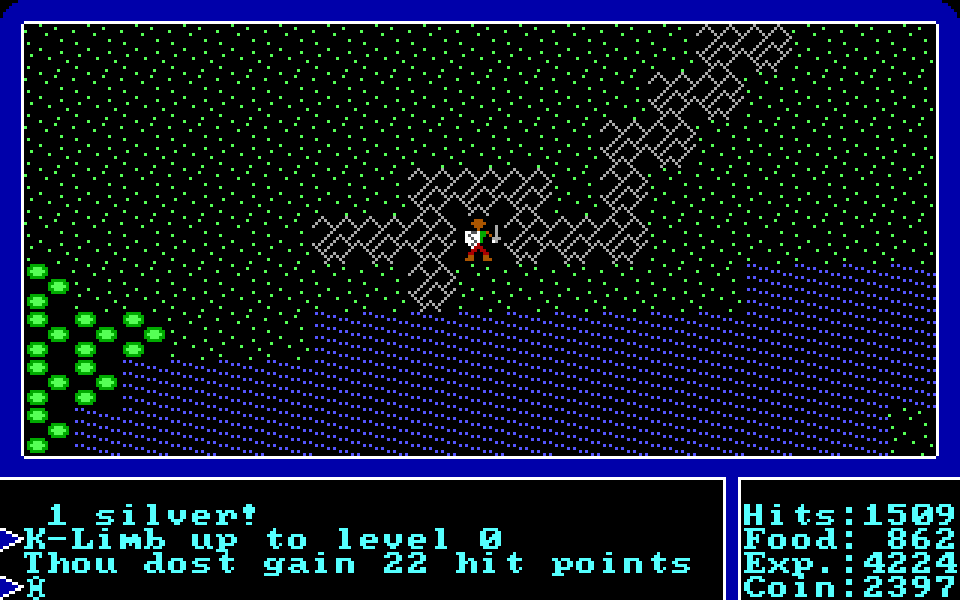 1 silver!
K-Limb up to level 0
Thou dost gain 22 hit points
Hits:1509
Food: 862
Exp.:4224
Coin:2397